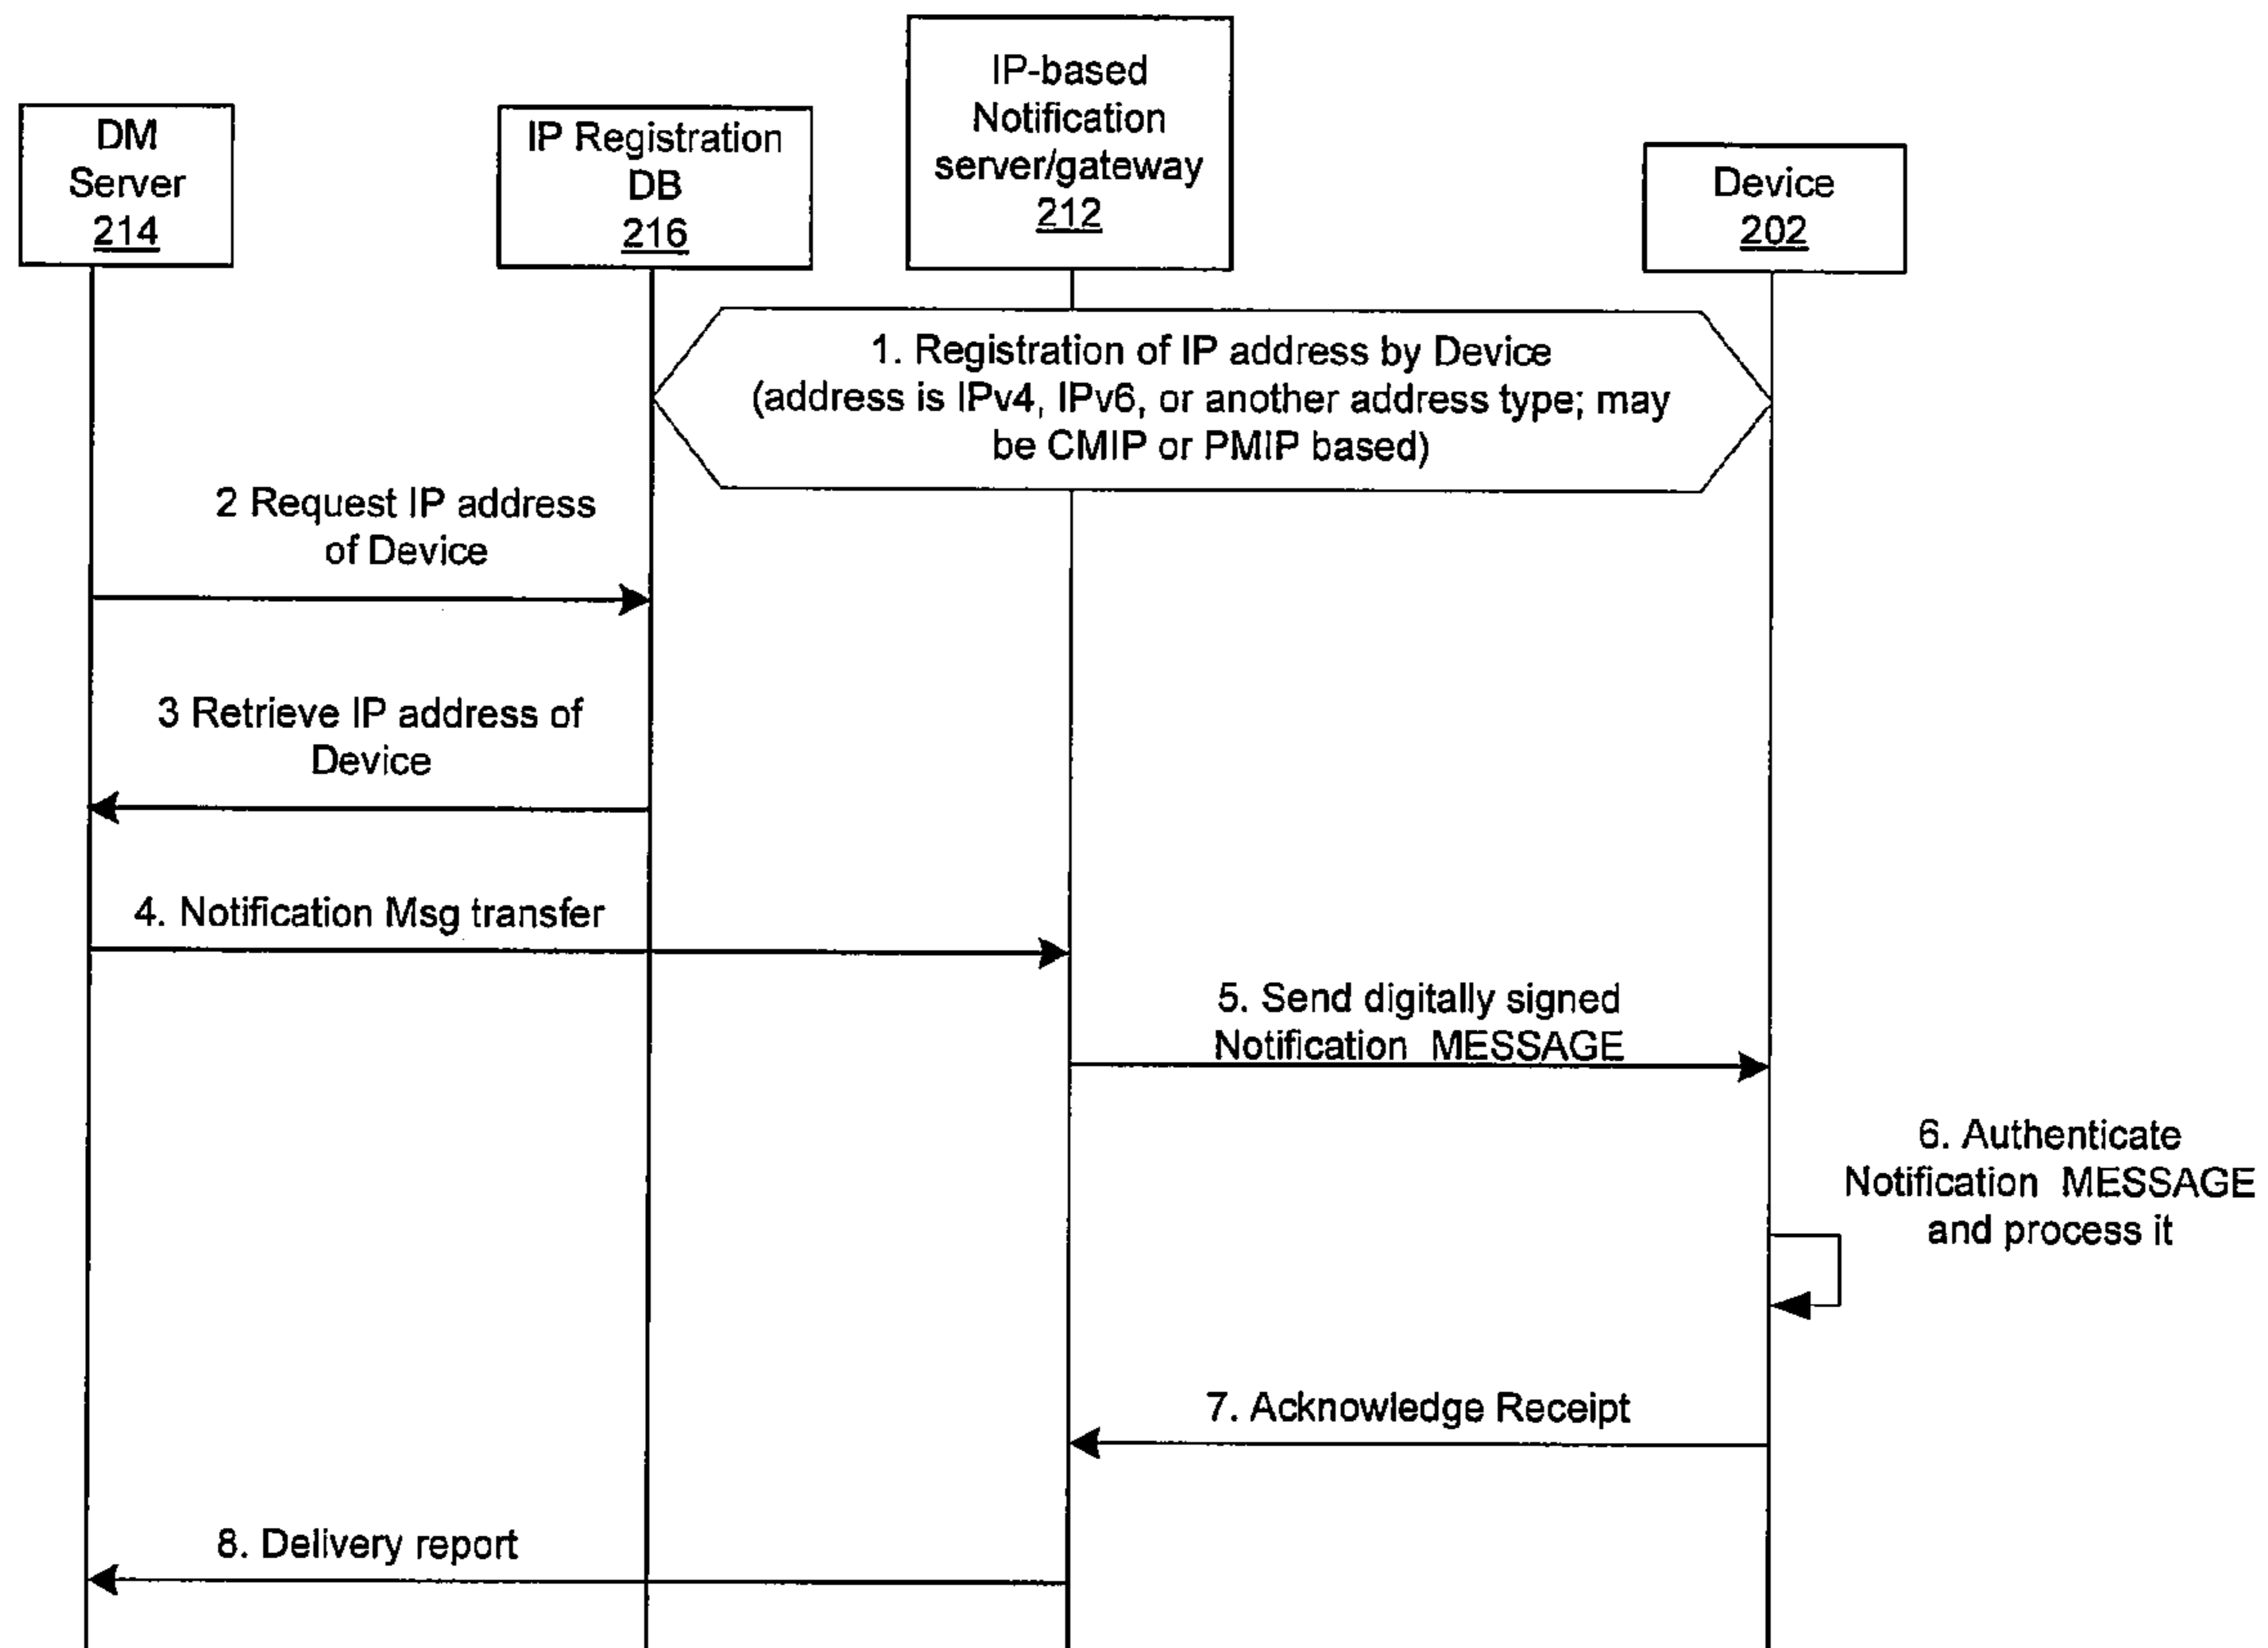 DM
Server
214
IP Registration
DB
216
IP-based
Notification
server/gateway
212
Device
202
1. Registration of IP address by Device
(address is IPv4, IPv6, or another address type; may
be CMIP or PMIP based)
2 Request IP address
of Device
3 Retrieve IP address of
Device
4. Notification Msg transfer
5. Send digitally signed
Notification MESSAGE
6. Authenticate
Notification MESSAGE
and process it
7. Acknowledge Receipt
8. Delivery report